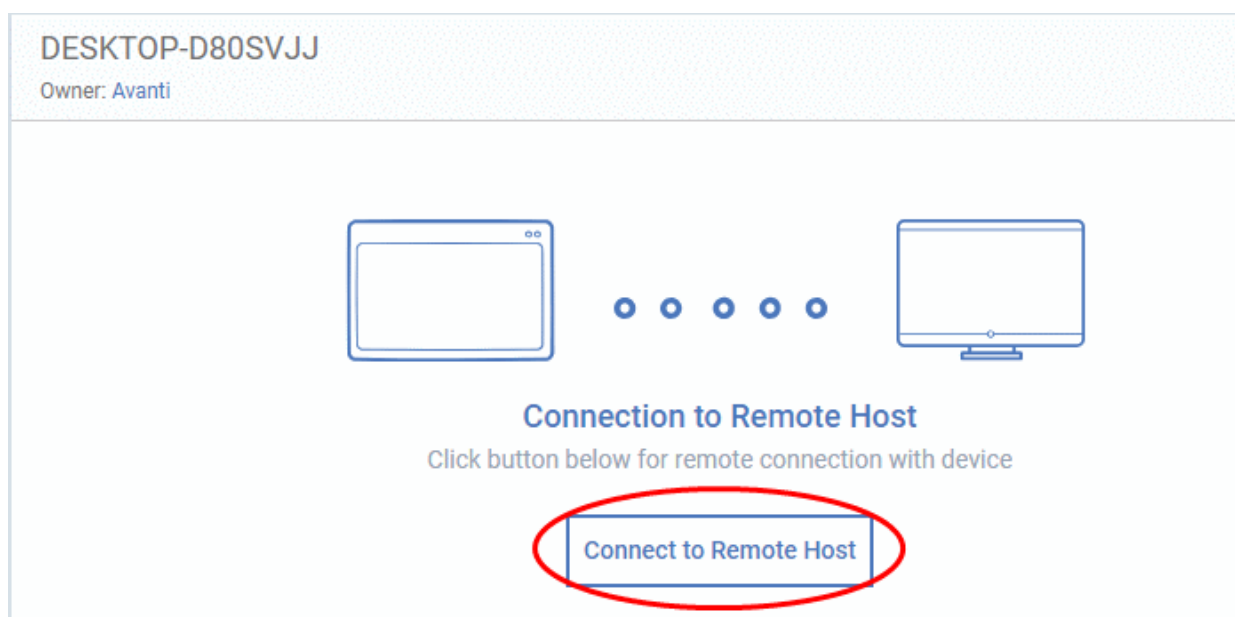 DESKTOP-D80SVJJ
Owner: Avanti
Connection to Remote Host
Click button below for remote connection with device
Connect to Remote Host